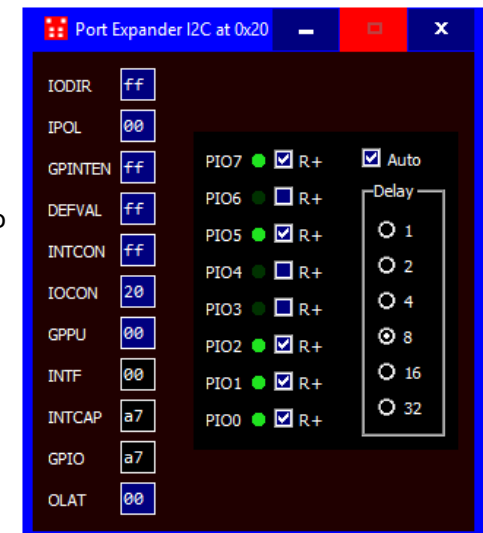 Port Expander I2C at 0x20
IODIR ff
IPOL 00
GPINTEN ff
DEFVAL ff
INTCON ff
IOCON 20
GPPU 00
INTF 00
INTCAP a7
GPIO a7
OLAT 00
PIO7 R+
PIO6 R+
PIO5 R+
PIO4 R+
PIO3 R+
PIO2 R+
PIO1 R+
PIO0 R+
Auto
Delay
1
2
4
8
16
32